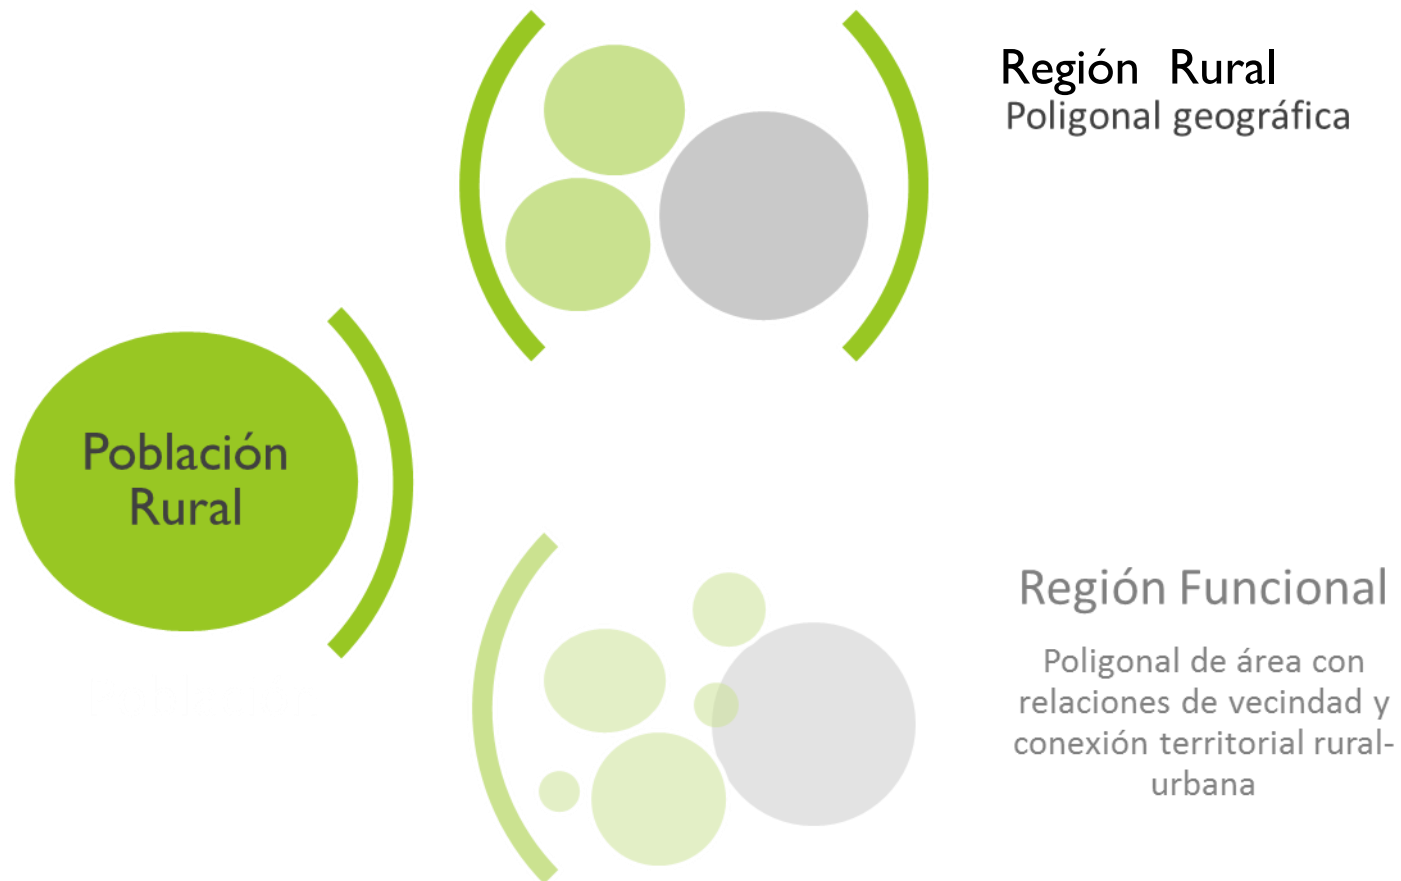 Región Rural
Poligonal geográfica
Población
Rural
Región Funcional
Poligonal de área con
relaciones de vecindad y
conexión territorial rural-
urbana